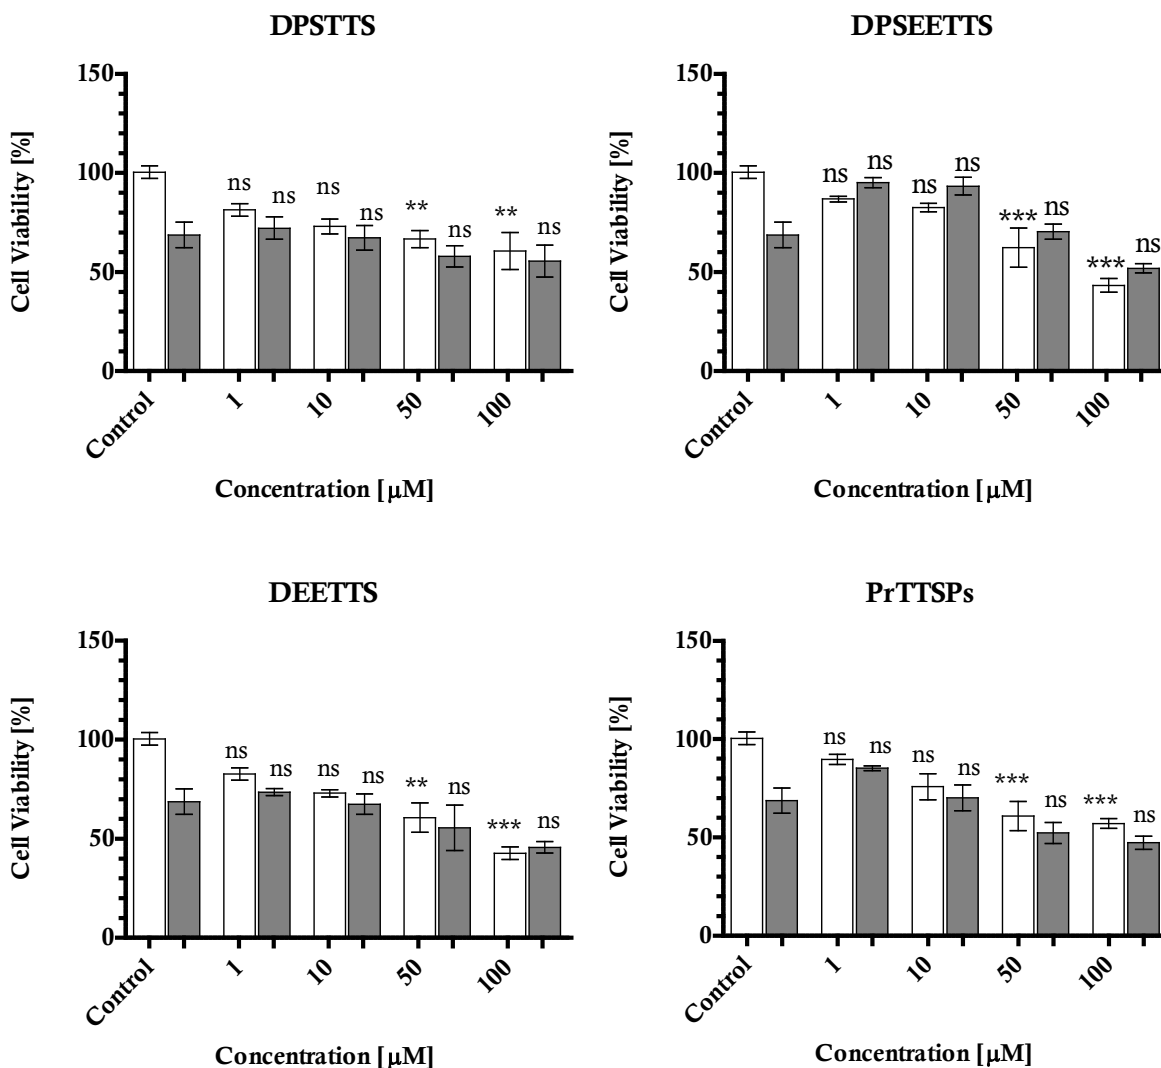 DPSTTS
Cell Viability [%]
150
100
50
0
ns
ns
ns
ns
**
ns
**
ns
Control
1
10
50
100
Concentration [μM]
DPSEETTS
Cell Viability [%]
150
100
50
0
ns
ns
ns
ns
***
ns
***
ns
Control
1
10
50
100
Concentration [μM]
DEETTS
Cell Viability [%]
150
100
50
0
ns
ns
ns
ns
**
ns
***
ns
Control
1
10
50
100
Concentration [μM]
PrTTSPs
Cell Viability [%]
150
100
50
0
ns
ns
ns
ns
***
ns
***
ns
Control
1
10
50
100
Concentration [μM]